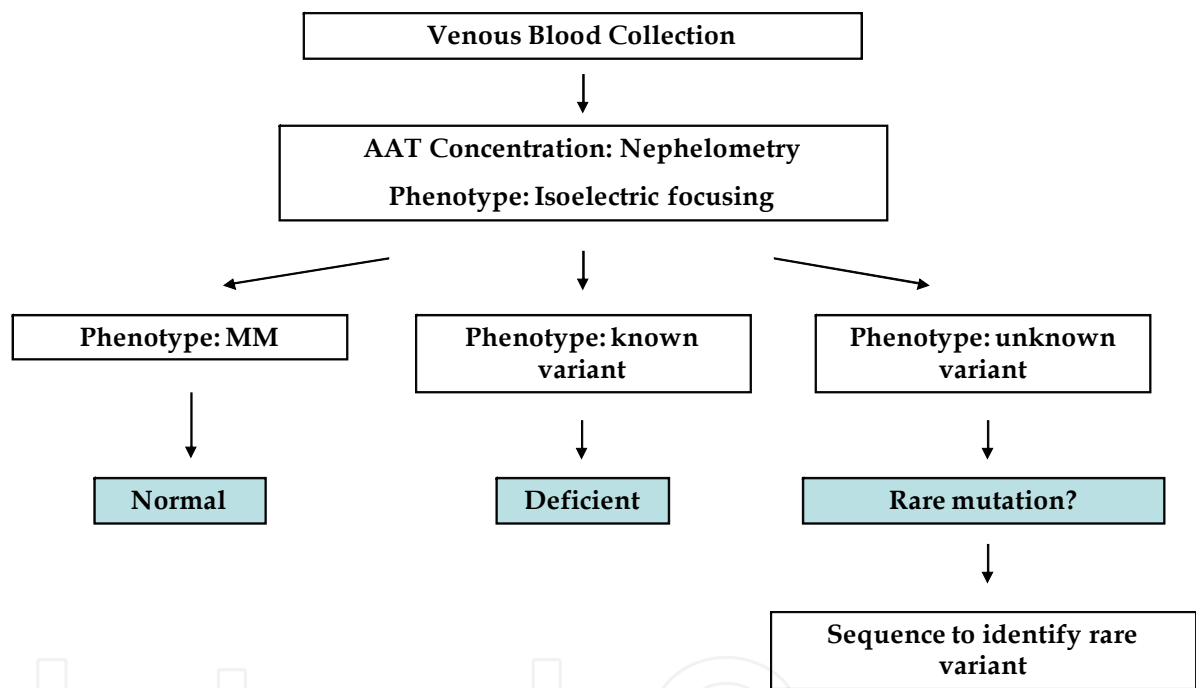 Venous Blood Collection
AAT Concentration: Nephelometry
Phenotype: Isoelectric focusing
Phenotype: MM
Phenotype: known
variant
Phenotype: unknown
variant
Normal
Deficient
Rare mutation?
Sequence to identify rare
variant